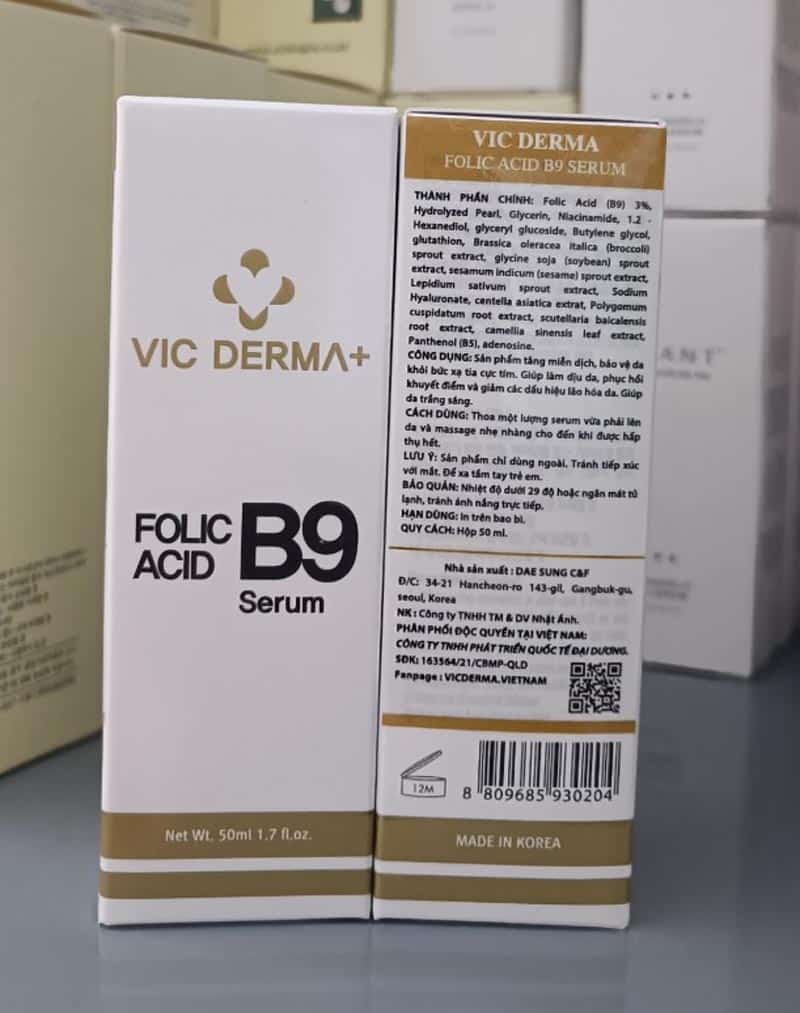 VIC DERMA+
FOLIC
ACID
B9
Serum
Net Wt. 50ml 1.7 fl.oz.
VIC DERMA
FOLIC ACID B9 SERUM
THÀNH PHẦN CHÍNH: Folic Acid (B9) 3%,
Hydrolyzed Pearl, Glycerin, Niacinamide, 1.2 -
Hexanediol, glyceryl glucoside, Butylene glycol,
glutathion, Brassica oleracea italica (broccoli)
sprout extract, glycine soja (soybean) sprout
extract, sesamum indicum (sesame) sprout extract,
Lepidium sativum sprout extract, Sodium
Hyaluronate, centella asiatica extrat, Polygomum
cuspidatum root extract, scutellaria baicalensis
root extract, camellia sinensis leaf extract,
Panthenol (B5), adenosine.
CÔNG DỤNG: Sản phẩm tăng miễn dịch, bảo vệ da
khỏi bức xạ tia cực tím. Giúp làm dịu da, phục hồi
khuyết điểm và giảm các dấu hiệu lão hóa da. Giúp
da trắng sáng.
CÁCH DÙNG: Thoa một lượng serum vừa phải lên
da và massage nhẹ nhàng cho đến khi được hấp
thụ hết.
LƯU Ý: Sản phẩm chỉ dùng ngoài. Tránh tiếp xúc
với mắt. Để xa tầm tay trẻ em.
BẢO QUẢN: Nhiệt độ dưới 29 độ hoặc ngăn mát tủ
lạnh, tránh ánh nắng trực tiếp.
HẠN DÙNG: In trên bao bì.
QUY CÁCH: Hộp 50 ml.
Nhà sản xuất : DAE SUNG C&F
Đ/C: 34-21 Hancheon-ro 143-gil, Gangbuk-gu,
seoul, Korea
NK : Công ty TNHH TM & DV Nhật Ánh.
PHÂN PHỐI ĐỘC QUYỀN TẠI VIỆT NAM:
CÔNG TY TNHH PHÁT TRIỂN QUỐC TẾ ĐẠI DƯƠNG.
SĐK: 163564/21/CBMP-QLD
Fanpage : VICDERMA.VIETNAM
12M
8 809685 930204
MADE IN KOREA